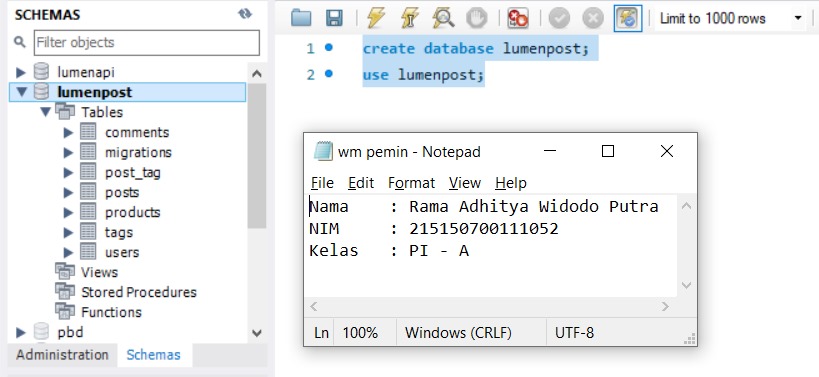 SCHEMAS
Filter objects
lumenapi
lumenpost
Tables
comments
migrations
post_tag
posts
products
tags
users
Views
Stored Procedures
Functions
pbd
Administration Schemas
Limit to 1000 rows
1 create database lumenpost;
2 use lumenpost;
wm pemin - Notepad
File Edit Format View Help
Nama : Rama Adhitya Widodo Putra
NIM : 215150700111052
Kelas : PI - A
Ln 100% Windows (CRLF) UTF-8